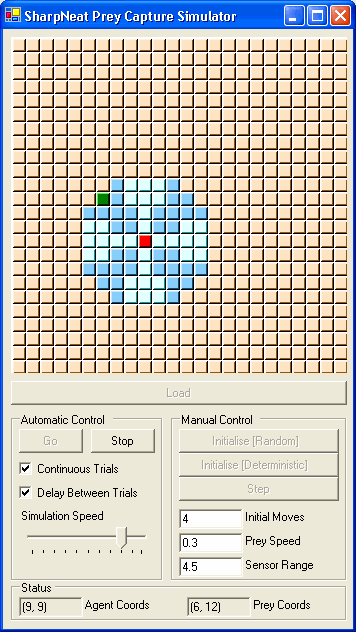 SharpNeat Prey Capture Simulator
Load
Automatic Control
Go
Stop
Continuous Trials
Delay Between Trials
Simulation Speed
Manual Control
Initialise [Random]
Initialise [Deterministic]
Step
4 Initial Moves
0.3 Prey Speed
4.5 Sensor Range
Status
(9, 9) Agent Coords (6, 12) Prey Coords